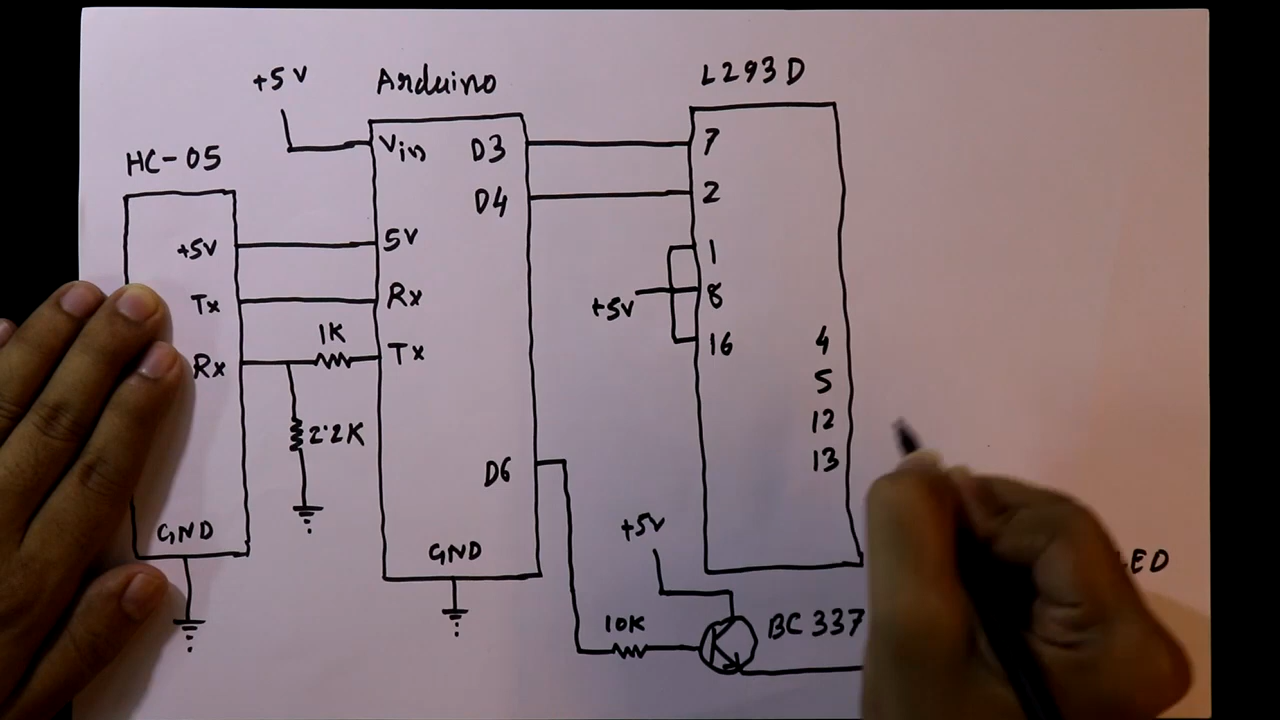 +5V
Arduino
L293D
HC-05
Vin
D3
7
D4
2
+5V
5V
1
Tx
Rx
+5V
8
1K
Rx
Tx
16
4
5
2.2K
12
13
D6
GND
GND
+5V
10K
BC 337